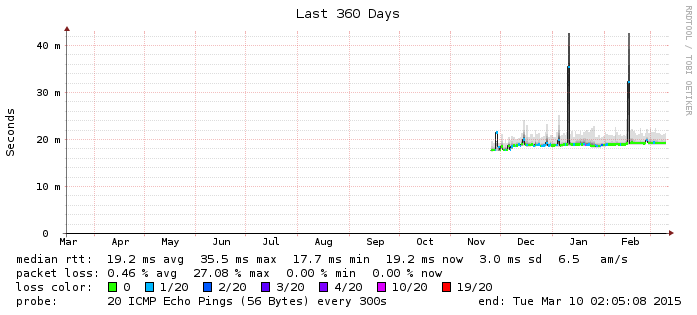 Last 360 Days
RRDTOOL / TOBI OETIKER
Seconds
40 m
30 m
20 m
10 m
0
Mar Apr May Jun Jul Aug Sep Oct Nov Dec Jan Feb
median rtt: 19.2 ms avg 35.5 ms max 17.7 ms min 19.2 ms now 3.0 ms sd 6.5 am/s
packet loss: 0.46 % avg 27.08 % max 0.00 % min 0.00 % now
loss color: 0 1/20 2/20 3/20 4/20 10/20 19/20
probe: 20 ICMP Echo Pings (56 Bytes) every 300s end: Tue Mar 10 02:05:08 2015